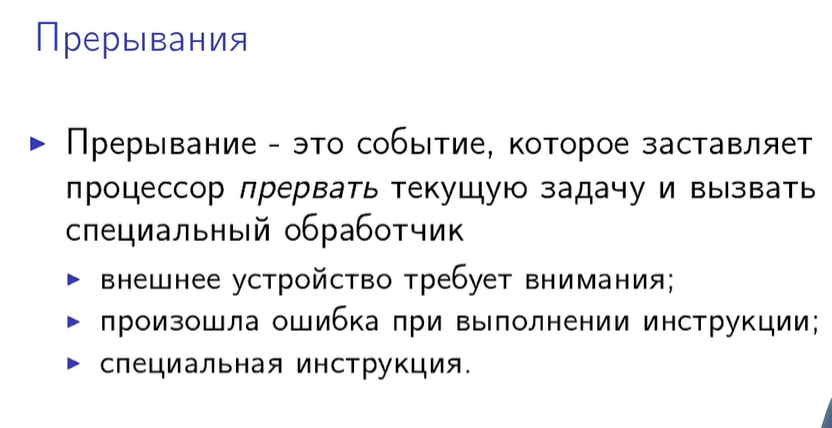 Прерывания
▶ Прерывание - это событие, которое заставляет
процессор прервать текущую задачу и вызвать
специальный обработчик
▶ внешнее устройство требует внимания;
▶ произошла ошибка при выполнении инструкции;
▶ специальная инструкция.